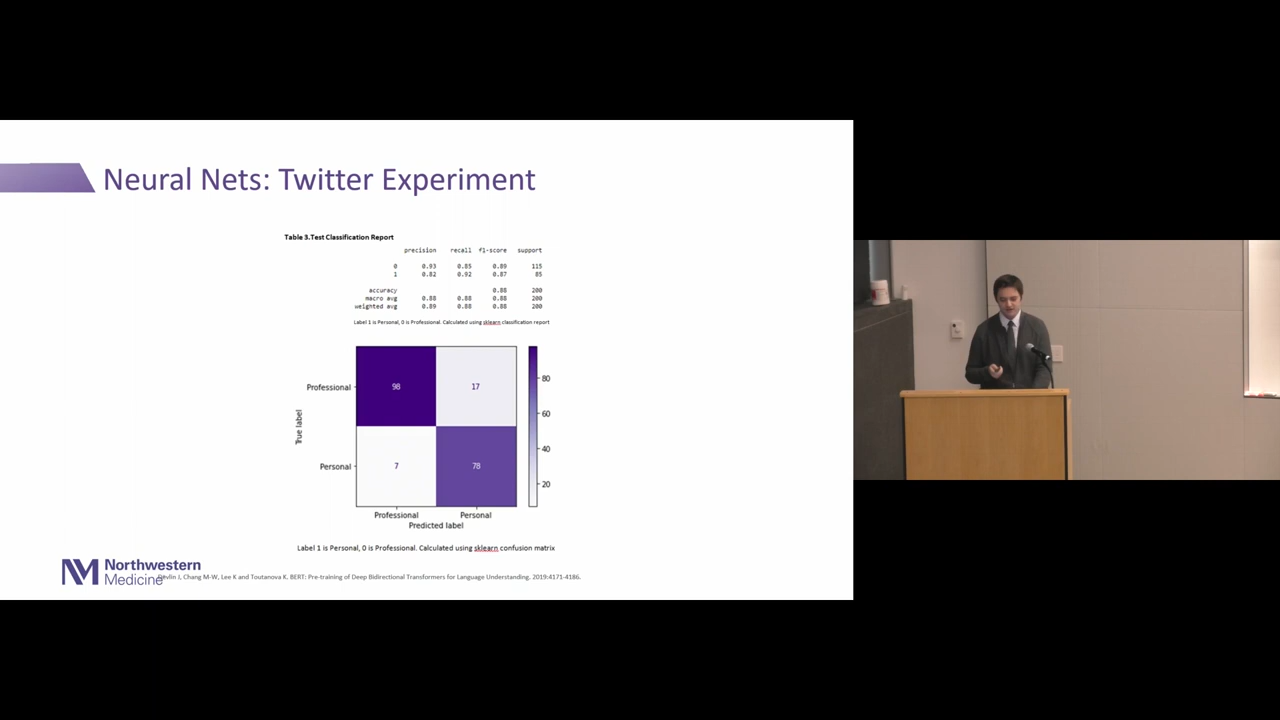 Neural Nets: Twitter Experiment
Table 3.Test Classification Report
precision recall f1-score support
0 0.93 0.85 0.89 115
1 0.82 0.92 0.87 85
accuracy 0.88 200
macro avg 0.88 0.88 0.88 200
weighted avg 0.89 0.88 0.88 200
Label 1 is Personal, 0 is Professional. Calculated using sklearn classification report
Professional 98 17
Personal 7 78
80
60
40
20
True label
Professional Personal
Predicted label
Label 1 is Personal, 0 is Professional. Calculated using sklearn confusion matrix
Northwestern
Medicine
Devlin J, Chang M-W, Lee K and Toutanova K. BERT: Pre-training of Deep Bidirectional Transformers for Language Understanding. 2019:4171-4186.